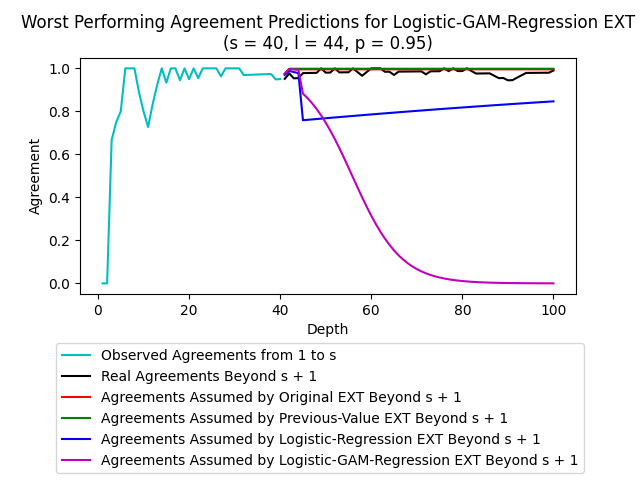 Worst Performing Agreement Predictions for Logistic-GAM-Regression EXT
(s = 40, l = 44, p = 0.95)
1.0
0.8
0.6
0.4
0.2
0.0
Agreement
0 20 40 60 80 100
Depth
Observed Agreements from 1 to s
Real Agreements Beyond s + 1
Agreements Assumed by Original EXT Beyond s + 1
Agreements Assumed by Previous-Value EXT Beyond s + 1
Agreements Assumed by Logistic-Regression EXT Beyond s + 1
Agreements Assumed by Logistic-GAM-Regression EXT Beyond s + 1